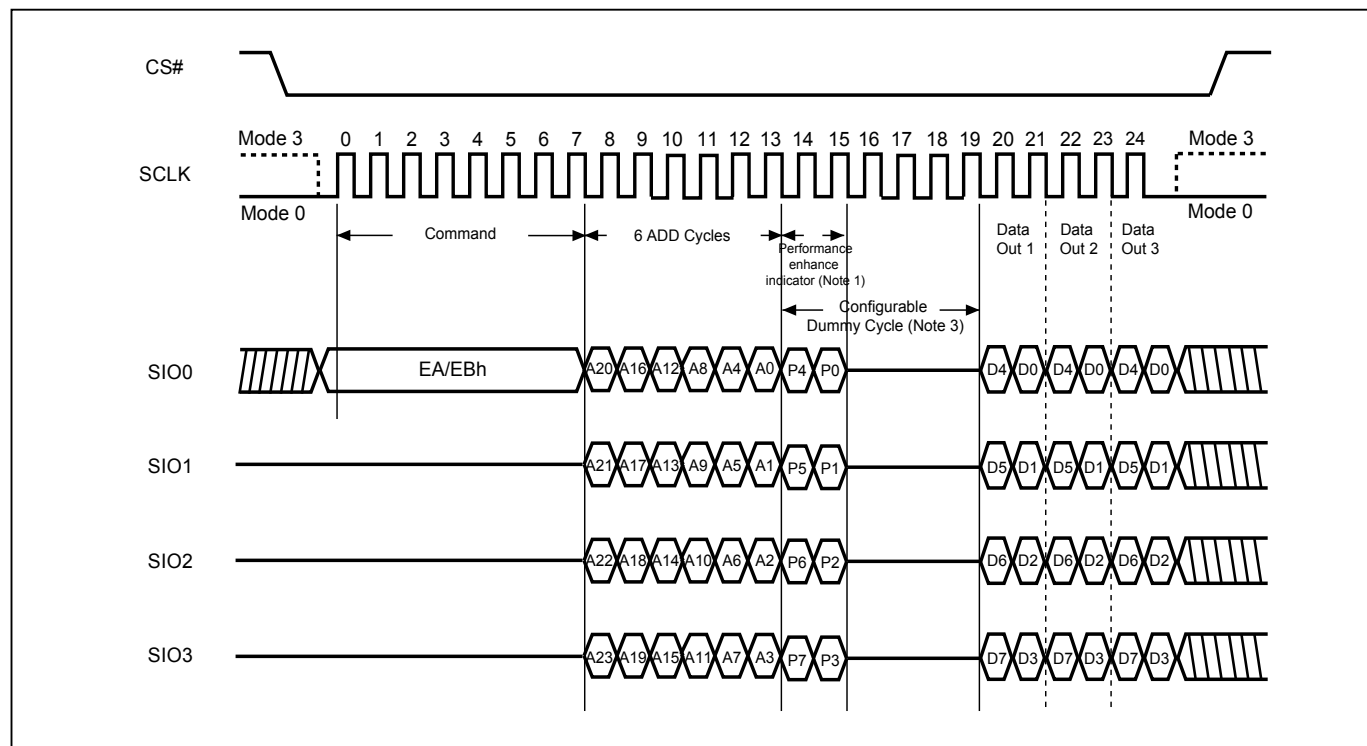 CS#
Mode 3 0 1 2 3 4 5 6 7 8 9 10 11 12 13 14 15 16 17 18 19 20 21 22 23 24 Mode 3
SCLK
Mode 0 Mode 0
Command 6 ADD Cycles Performance enhance indicator (Note 1) Data Out 1 Data Out 2 Data Out 3
Configurable
Dummy Cycle (Note 3)
SIO0 EA/EBh A20 A16 A12 A8 A4 A0 P4 P0 D4 D0 D4 D0 D4 D0
SIO1 A21 A17 A13 A9 A5 A1 P5 P1 D5 D1 D5 D1 D5 D1
SIO2 A22 A18 A14 A10 A6 A2 P6 P2 D6 D2 D6 D2 D6 D2
SIO3 A23 A19 A15 A11 A7 A3 P7 P3 D7 D3 D7 D3 D7 D3